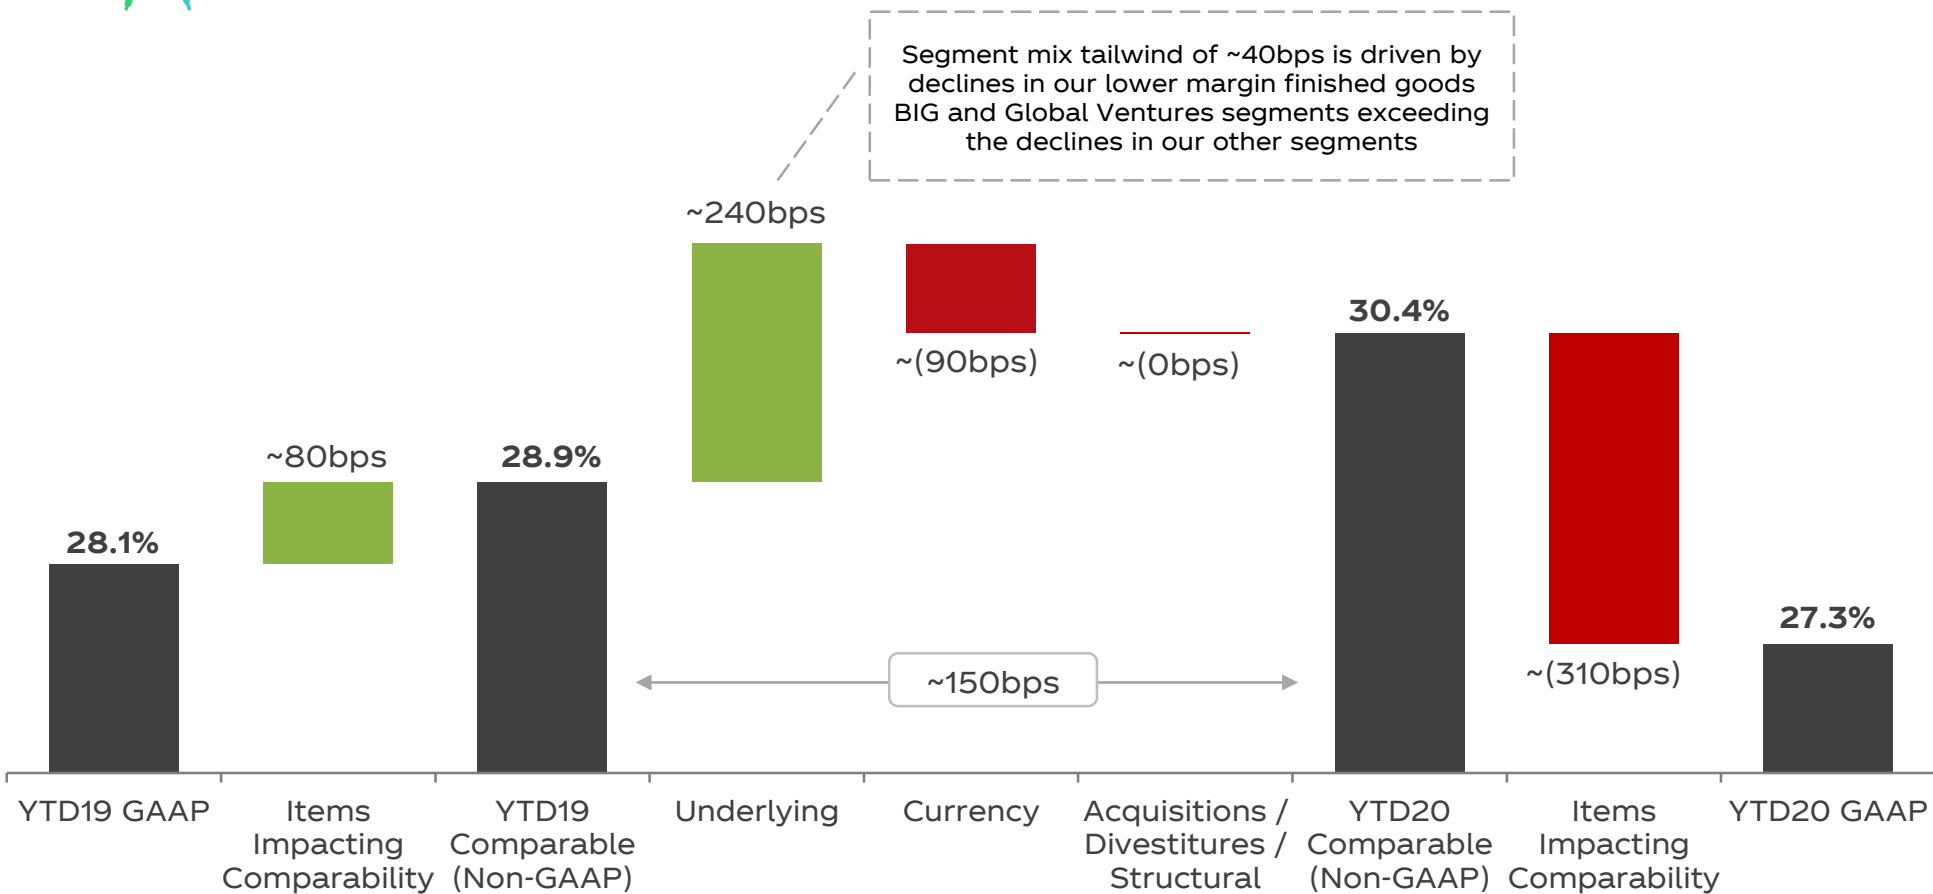 Segment mix tailwind of ~40bps is driven by
declines in our lower margin finished goods
BIG and Global Ventures segments exceeding
the declines in our other segments
~240bps
30.4%
~(90bps)
~(0bps)
~80bps
28.9%
28.1%
27.3%
~150bps
~(310bps)
YTD19 GAAP
Items
Impacting
Comparability
YTD19
Comparable
(Non-GAAP)
Underlying
Currency
Acquisitions /
Divestitures /
Structural
YTD20
Comparable
(Non-GAAP)
Items
Impacting
Comparability
YTD20 GAAP